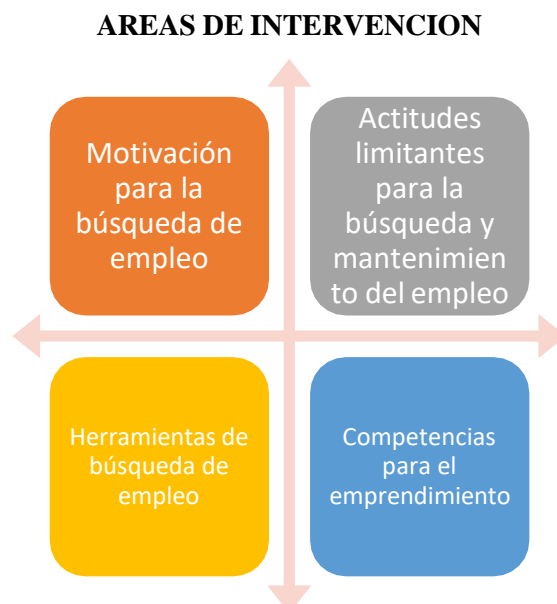 AREAS DE INTERVENCION
Motivación
para la
búsqueda de
empleo
Actitudes
limitantes
para la
búsqueda y
mantenimien
to del empleo
Herramientas de
búsqueda de
empleo
Competencias
para el
emprendimiento